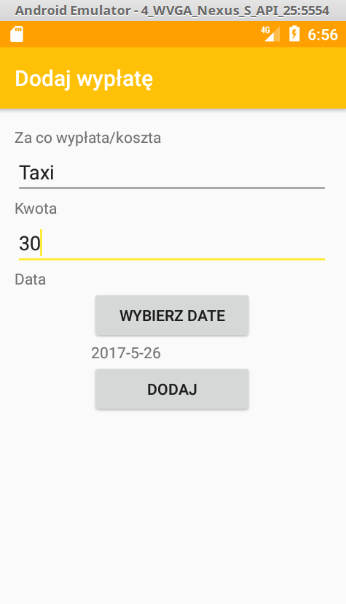 Android Emulator - 4_WVGA_Nexus_S_API_25:5554
4G 6:56
Dodaj wypłatę
Za co wypłata/koszta
Taxi
Kwota
30
Data
WYBIERZ DATE
2017-5-26
DODAJ